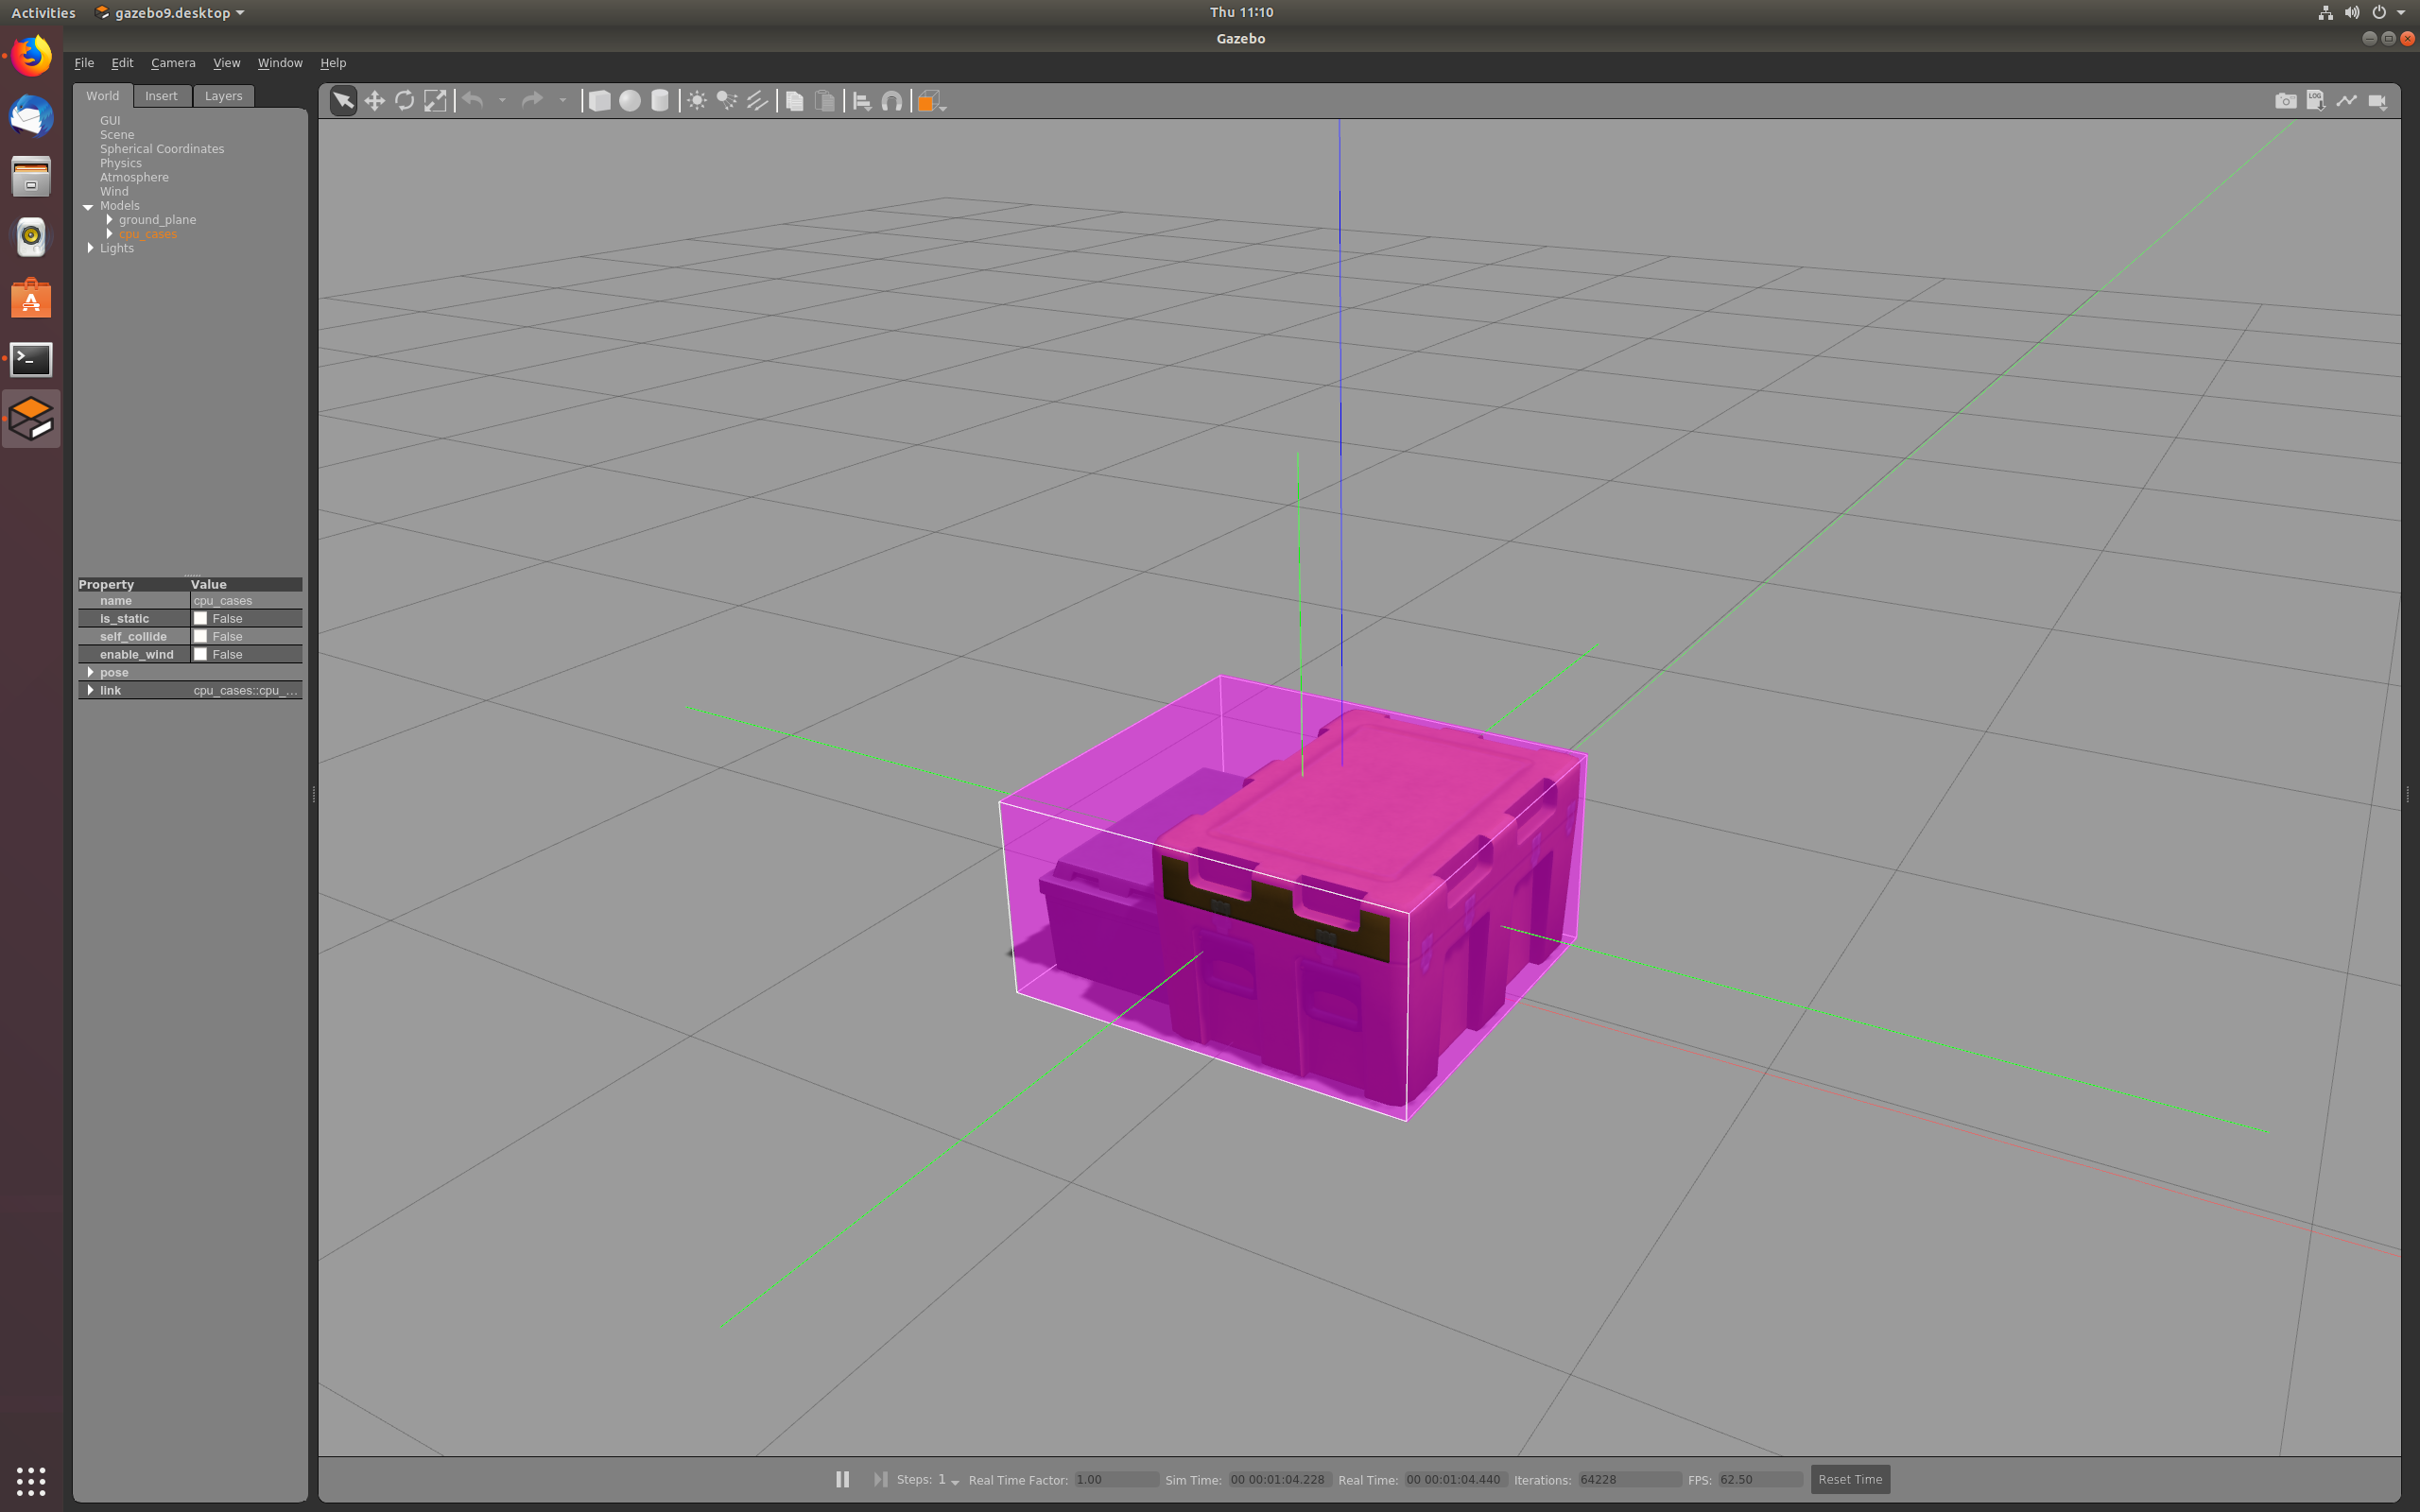 Activities
gazebo9.desktop
Thu 11:10
Gazebo
File Edit Camera View Window Help
World Insert Layers
GUI
Scene
Spherical Coordinates
Physics
Atmosphere
Wind
Models
ground_plane
cpu_cases
Lights
LOG
Property Value
name cpu_cases
is_static False
self_collide False
enable_wind False
pose
link cpu_cases::cpu_...
Steps: 1 Real Time Factor: 1.00 Sim Time: 00 00:01:04.228 Real Time: 00 00:01:04.440 Iterations: 64228 FPS: 62.50 Reset Time